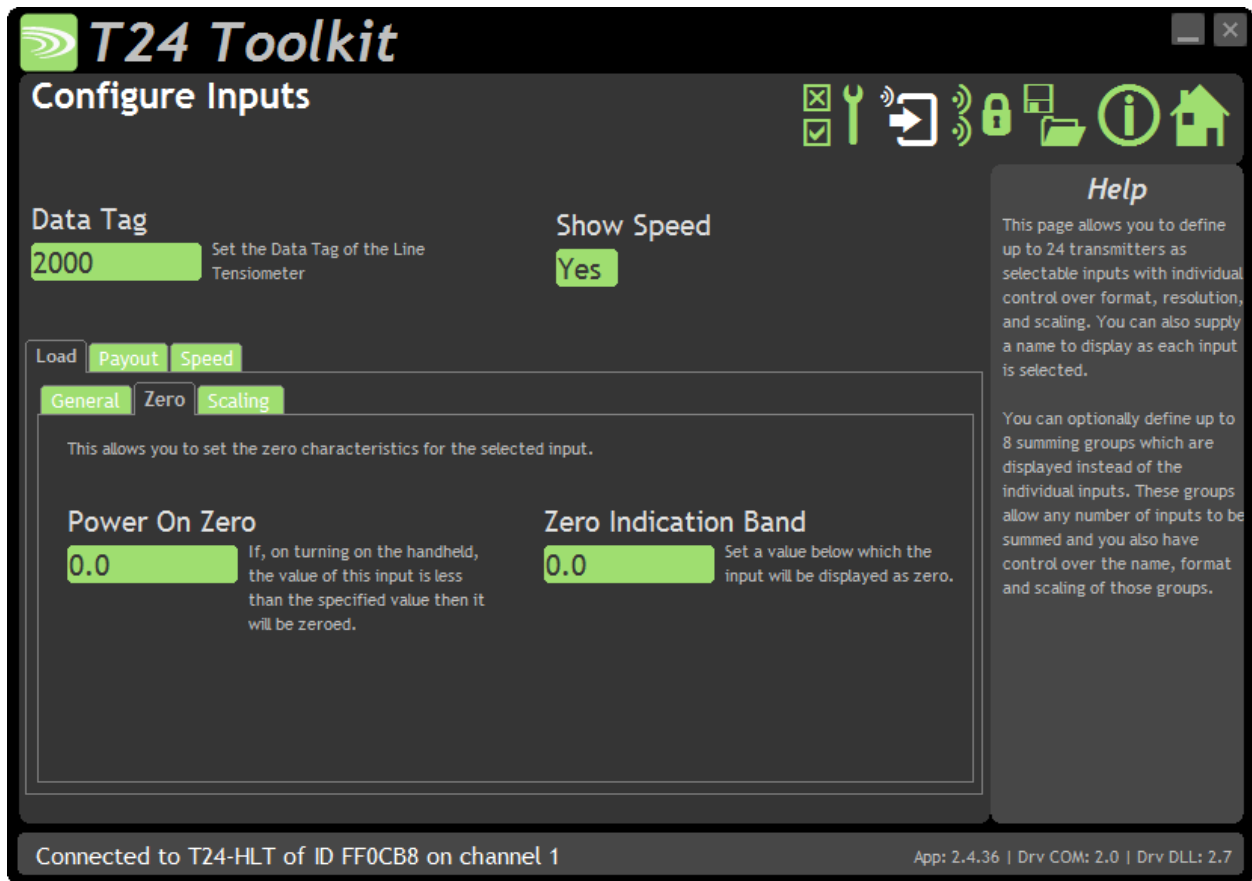 T24 Toolkit
Configure Inputs
Data Tag
2000
Set the Data Tag of the Line
Tensiometer
Show Speed
Yes
Load
Payout
Speed
General
Zero
Scaling
This allows you to set the zero characteristics for the selected input.
Power On Zero
0.0
If, on turning on the handheld,
the value of this input is less
than the specified value then it
will be zeroed.
Zero Indication Band
0.0
Set a value below which the
input will be displayed as zero.
Help
This page allows you to define
up to 24 transmitters as
selectable inputs with individual
control over format, resolution,
and scaling. You can also supply
a name to display as each input
is selected.
You can optionally define up to
8 summing groups which are
displayed instead of the
individual inputs. These groups
allow any number of inputs to be
summed and you also have
control over the name, format
and scaling of those groups.
Connected to T24-HLT of ID FF0CB8 on channel 1
App: 2.4.36 | Drv COM: 2.0 | Drv DLL: 2.7